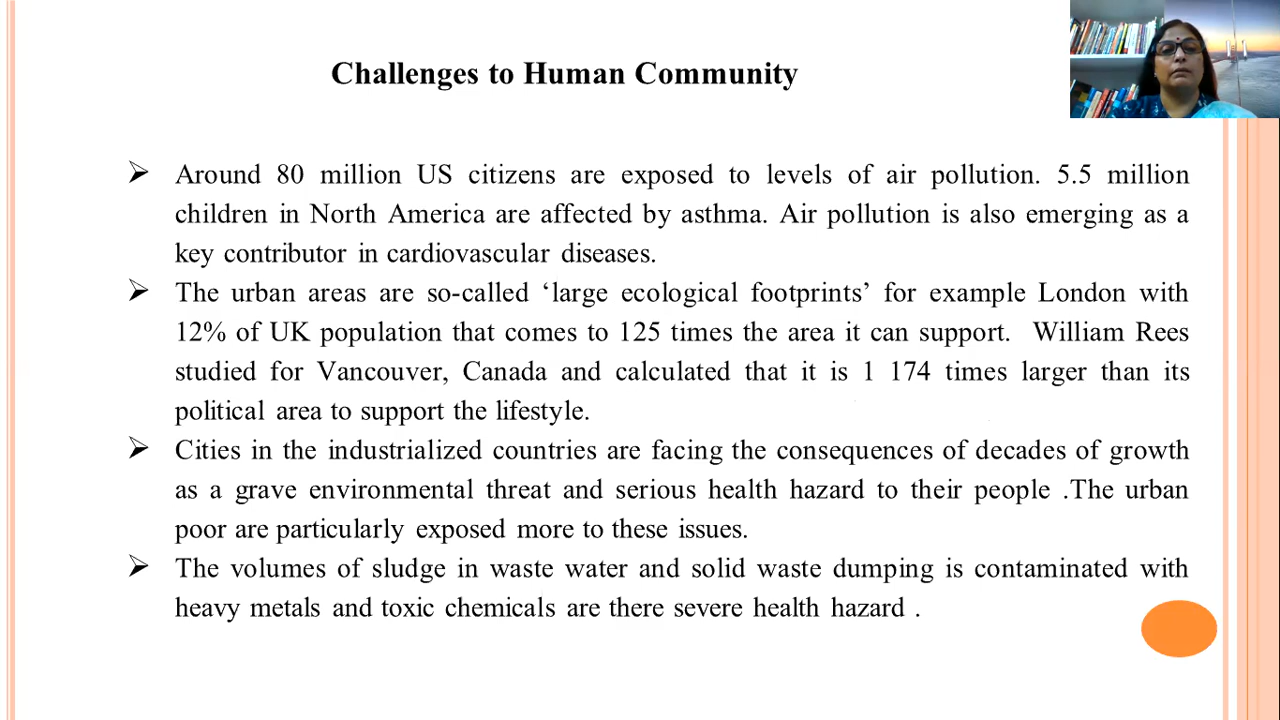 Challenges to Human Community
Around 80 million US citizens are exposed to levels of air pollution. 5.5 million
children in North America are affected by asthma. Air pollution is also emerging as a
key contributor in cardiovascular diseases.
The urban areas are so-called ‘large ecological footprints’ for example London with
12% of UK population that comes to 125 times the area it can support. William Rees
studied for Vancouver, Canada and calculated that it is 1 174 times larger than its
political area to support the lifestyle.
Cities in the industrialized countries are facing the consequences of decades of growth
as a grave environmental threat and serious health hazard to their people .The urban
poor are particularly exposed more to these issues.
The volumes of sludge in waste water and solid waste dumping is contaminated with
heavy metals and toxic chemicals are there severe health hazard .